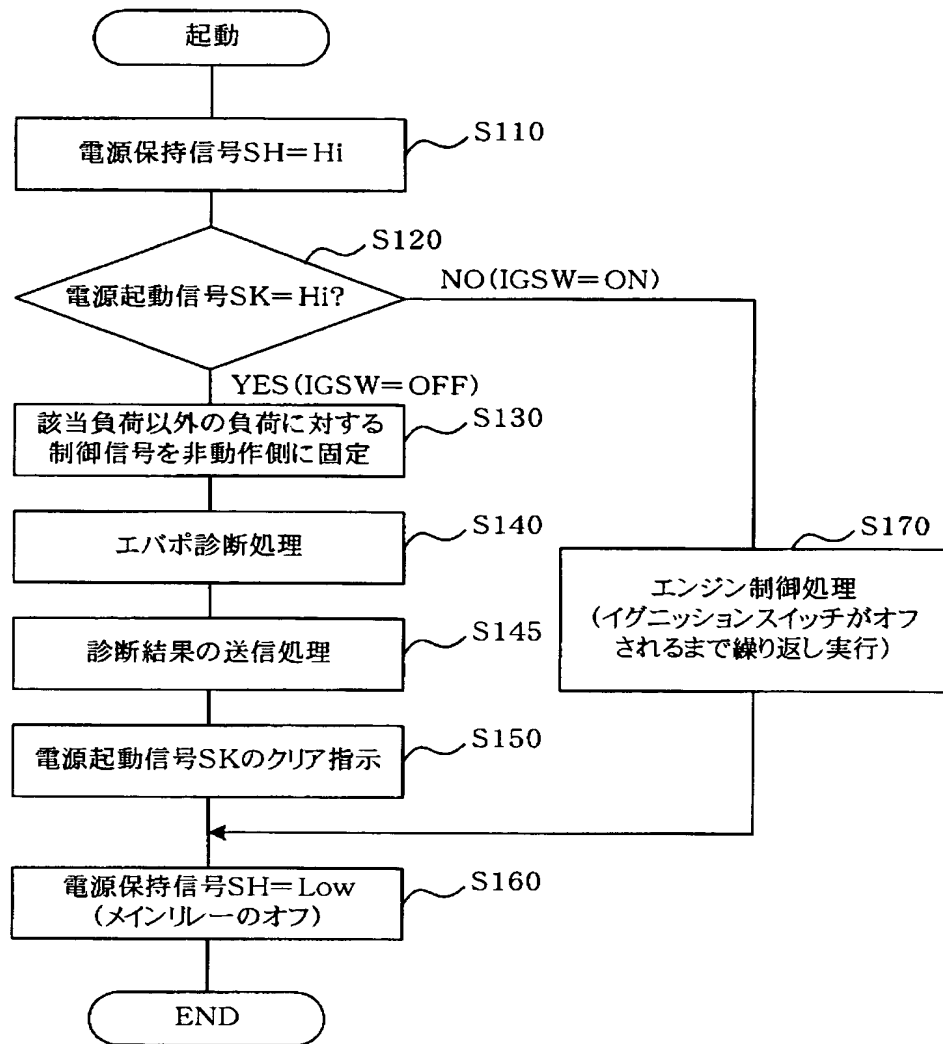 起動
電源保持信号SH＝Hi
S110
電源起動信号SK＝Hi?
S120
NO(IGSW＝ON)
YES(IGSW＝OFF)
該当負荷以外の負荷に対する
制御信号を非動作側に固定
S130
エバポ診断処理
S140
診断結果の送信処理
S145
電源起動信号SKのクリア指示
S150
S170
エンジン制御処理
(イグニッションスイッチがオフ
されるまで繰り返し実行)
電源保持信号SH＝Low
(メインリレーのオフ)
S160
END